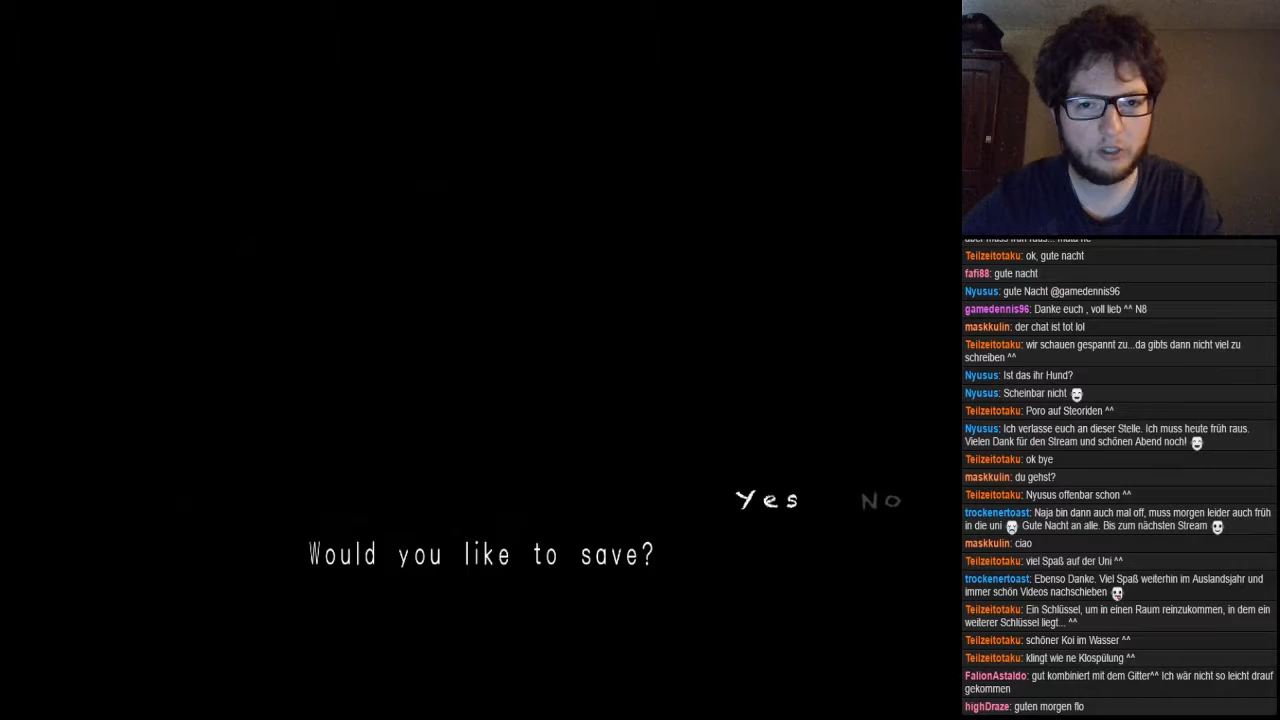 Yes No
Would you like to save?
Teilzeitotaku: ok, gute nacht
fafi88: gute nacht
Nyusus: gute Nacht @gamedennis96
gamedennis96: Danke euch , voll lieb ^^ N8
maskkulin: der chat ist tot lol
Teilzeitotaku: wir schauen gespannt zu...da gibts dann nicht viel zu
schreiben ^^
Nyusus: Ist das ihr Hund?
Nyusus: Scheinbar nicht
Teilzeitotaku: Poro auf Steoriden ^^
Nyusus: Ich verlasse euch an dieser Stelle. Ich muss heute früh raus.
Vielen Dank für den Stream und schönen Abend noch!
Teilzeitotaku: ok bye
maskkulin: du gehst?
Teilzeitotaku: Nyusus offenbar schon ^^
trockenertoast: Naja bin dann auch mal off, muss morgen leider auch früh
in die uni Gute Nacht an alle. Bis zum nächsten Stream
maskkulin: ciao
Teilzeitotaku: viel Spaß auf der Uni ^^
trockenertoast: Ebenso Danke. Viel Spaß weiterhin im Auslandsjahr und
immer schön Videos nachschieben
Teilzeitotaku: Ein Schlüssel, um in einen Raum reinzukommen, in dem ein
weiterer Schlüssel liegt... ^^
Teilzeitotaku: schöner Koi im Wasser ^^
Teilzeitotaku: klingt wie ne Klospülung ^^
FalionAstaldo: gut kombiniert mit dem Gitter^^ Ich wär nicht so leicht drauf
gekommen
highDraze: guten morgen flo